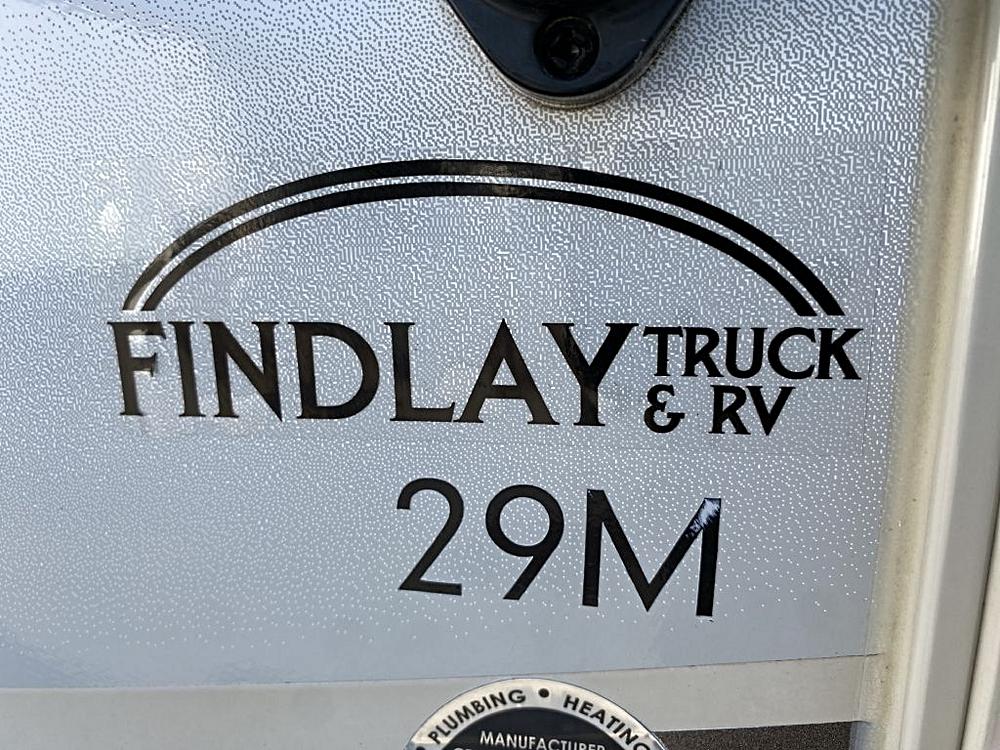 FINDLAY TRUCK
& RV
29M
PLUMBING • HEATING
MANUFACTURED